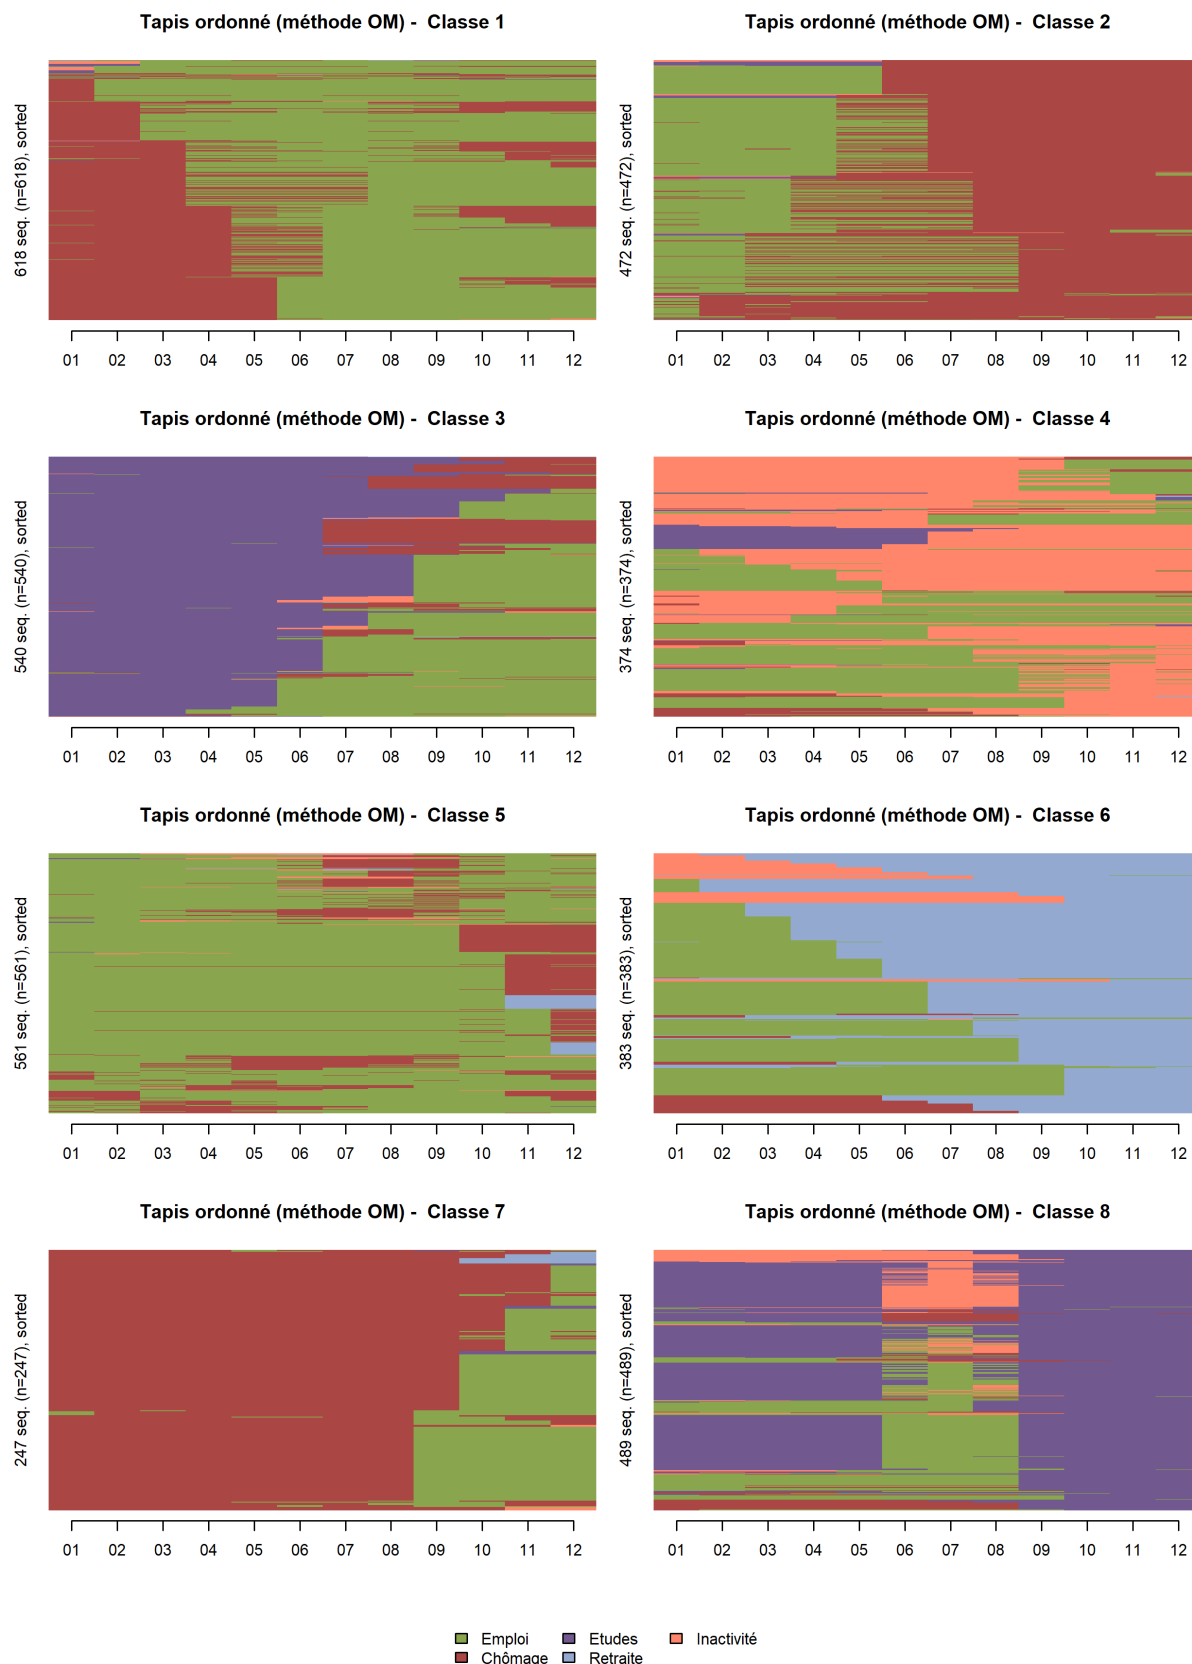 Tapis ordonné (méthode OM) -  Classe 1
618 seq. (n=618), sorted
01 02 03 04 05 06 07 08 09 10 11 12
Tapis ordonné (méthode OM) -  Classe 2
472 seq. (n=472), sorted
01 02 03 04 05 06 07 08 09 10 11 12
Tapis ordonné (méthode OM) -  Classe 3
540 seq. (n=540), sorted
01 02 03 04 05 06 07 08 09 10 11 12
Tapis ordonné (méthode OM) -  Classe 4
374 seq. (n=374), sorted
01 02 03 04 05 06 07 08 09 10 11 12
Tapis ordonné (méthode OM) -  Classe 5
561 seq. (n=561), sorted
01 02 03 04 05 06 07 08 09 10 11 12
Tapis ordonné (méthode OM) -  Classe 6
383 seq. (n=383), sorted
01 02 03 04 05 06 07 08 09 10 11 12
Tapis ordonné (méthode OM) -  Classe 7
247 seq. (n=247), sorted
01 02 03 04 05 06 07 08 09 10 11 12
Tapis ordonné (méthode OM) -  Classe 8
489 seq. (n=489), sorted
01 02 03 04 05 06 07 08 09 10 11 12
Emploi Etudes Inactivité
Chômage Retraite